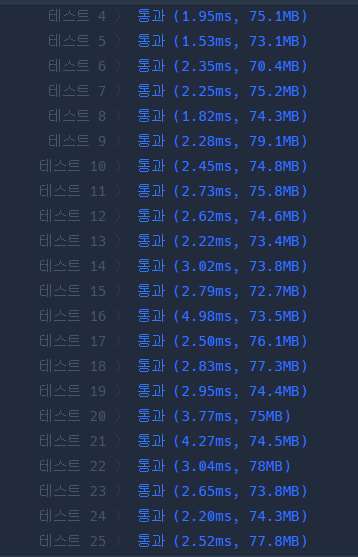 테스트 4 〉 통과 (1.95ms, 75.1MB)
테스트 5 〉 통과 (1.53ms, 73.1MB)
테스트 6 〉 통과 (2.35ms, 70.4MB)
테스트 7 〉 통과 (2.25ms, 75.2MB)
테스트 8 〉 통과 (1.82ms, 74.3MB)
테스트 9 〉 통과 (2.28ms, 79.1MB)
테스트 10 〉 통과 (2.45ms, 74.8MB)
테스트 11 〉 통과 (2.73ms, 75.8MB)
테스트 12 〉 통과 (2.62ms, 74.6MB)
테스트 13 〉 통과 (2.22ms, 73.4MB)
테스트 14 〉 통과 (3.02ms, 73.8MB)
테스트 15 〉 통과 (2.79ms, 72.7MB)
테스트 16 〉 통과 (4.98ms, 73.5MB)
테스트 17 〉 통과 (2.50ms, 76.1MB)
테스트 18 〉 통과 (2.83ms, 77.3MB)
테스트 19 〉 통과 (2.95ms, 74.4MB)
테스트 20 〉 통과 (3.77ms, 75MB)
테스트 21 〉 통과 (4.27ms, 74.5MB)
테스트 22 〉 통과 (3.04ms, 78MB)
테스트 23 〉 통과 (2.65ms, 73.8MB)
테스트 24 〉 통과 (2.20ms, 74.3MB)
테스트 25 〉 통과 (2.52ms, 77.8MB)